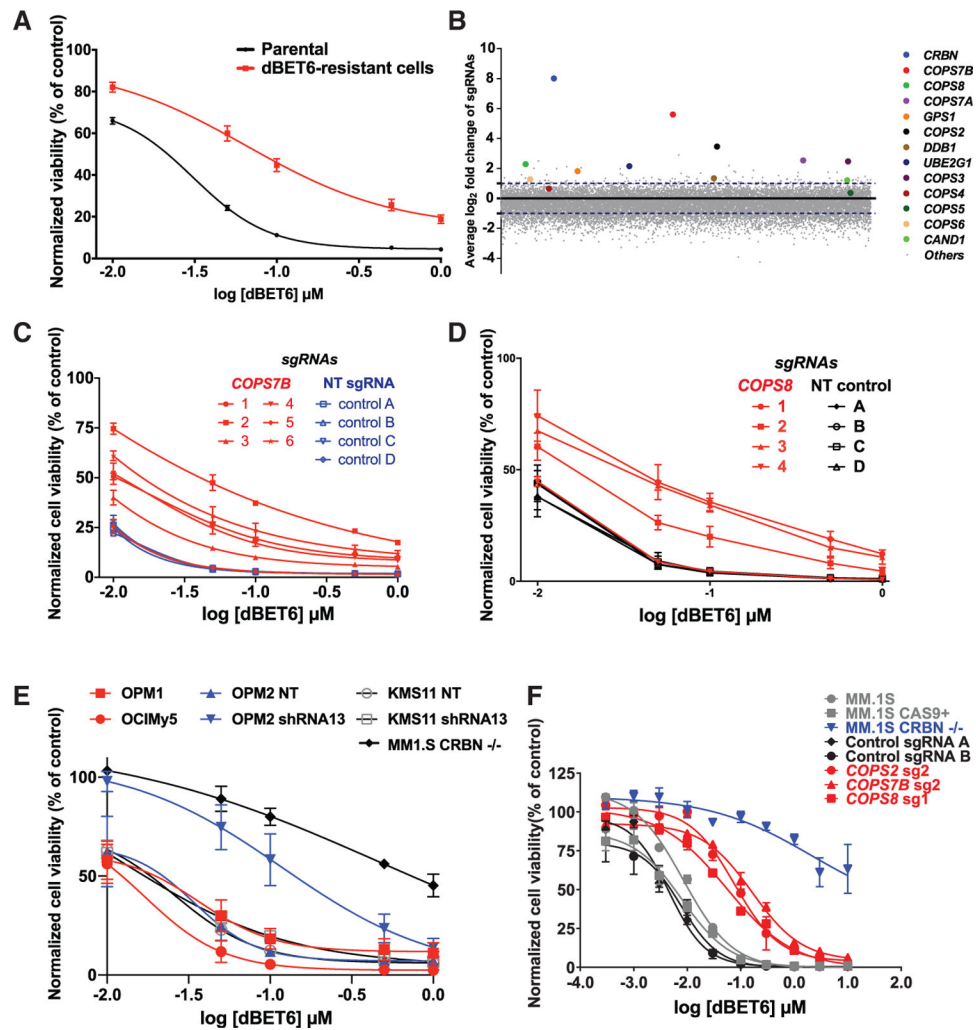 A
Normalized viability (% of control)
100
80
60
40
20
0
-2.0
-1.5
-1.0
-0.5
0.0
log [dBET6] µM
Parental
dBET6-resistant cells
B
Average log2 fold change of sgRNAs
10
8
6
4
2
0
-2
-4
CRBN
COPS7B
COPS8
COPS7A
GPS1
COPS2
DDB1
UBE2G1
COPS3
COPS4
COPS5
COPS6
CAND1
Others
C
Normalized cell viability (% of control)
100
75
50
25
0
-2.0
-1.5
-1.0
-0.5
0.0
log [dBET6] µM
sgRNAs
COPS7B
1 4
2 5
3 6
NT sgRNA
control A
control B
control C
control D
D
Normalized cell viability (% of control)
100
50
0
-2
-1
0
log [dBET6] µM
sgRNAs
COPS8
NT control
1 A
2 B
3 C
4 D
E
OPM1 OPM2 NT KMS11 NT
OCIMy5 OPM2 shRNA13 KMS11 shRNA13
MM1.S CRBN -/-
Normalized cell viability (% of control)
100
50
0
-2.0
-1.5
-1.0
-0.5
0.0
log [dBET6] µM
F
MM.1S
MM.1S CAS9+
MM.1S CRBN -/-
Control sgRNA A
Control sgRNA B
COPS2 sg2
COPS7B sg2
COPS8 sg1
Normalized cell viability(% of control)
125
100
75
50
25
0
-4.0
-3.0
-2.0
-1.0
0.0
1.0
2.0
log [dBET6] µM